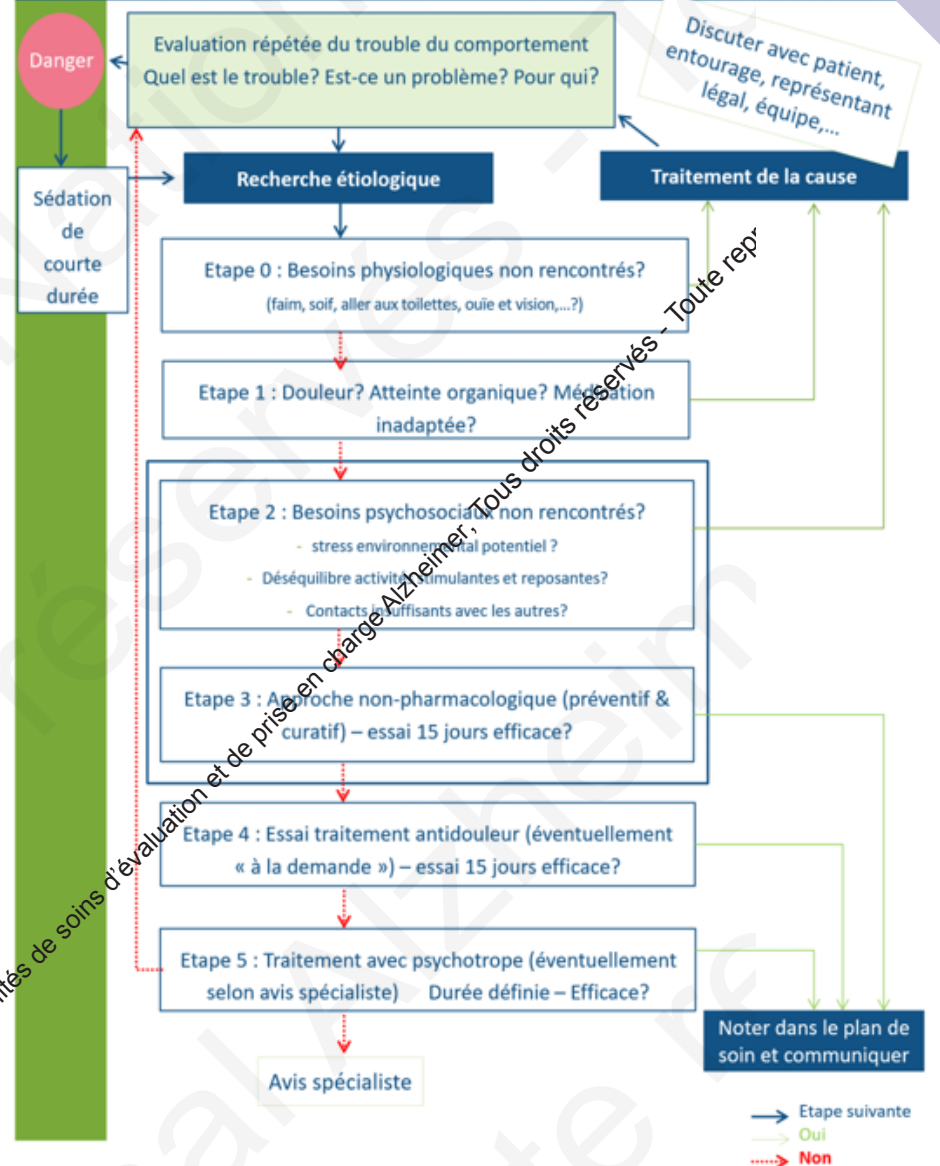 Danger
Evaluation répétée du trouble du comportement
Quel est le trouble? Est-ce un problème? Pour qui?
Discuter avec patient,
entourage, représentant
légal, équipe,...
Sédation
de
courte
durée
Recherche étiologique
Traitement de la cause
Etape 0 : Besoins physiologiques non rencontrés?
(faim, soif, aller aux toilettes, ouïe et vision,...?)
Etape 1 : Douleur? Atteinte organique? Médication
inadaptée?
Etape 2 : Besoins psychosociaux non rencontrés?
- stress environnemental potentiel ?
- Déséquilibre activités stimulantes et reposantes?
- Contacts insuffisants avec les autres?
Etape 3 : Approche non-pharmacologique (préventif &
curatif) – essai 15 jours efficace?
Etape 4 : Essai traitement antidouleur (éventuellement
« à la demande ») – essai 15 jours efficace?
Etape 5 : Traitement avec psychotrope (éventuellement
selon avis spécialiste) Durée définie – Efficace?
Avis spécialiste
Noter dans le plan de
soin et communiquer
Etape suivante
Oui
Non
de soins d'évaluation et de prise en charge Alzheimer, Tous droits réservés - Toute
réservés
Alzheim